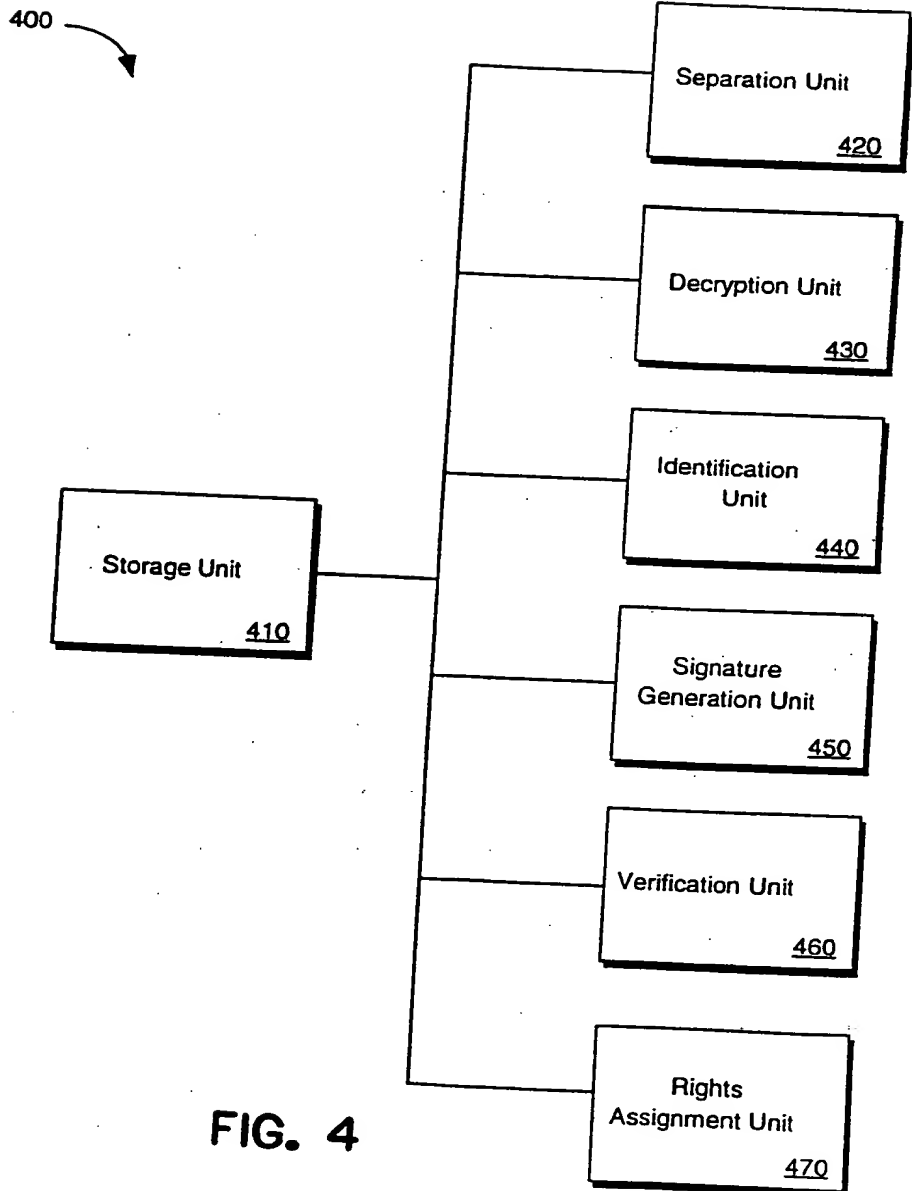 400
Separation Unit
420
Decryption Unit
430
Identification
Unit
440
Storage Unit
410
Signature
Generation Unit
450
Verification Unit
460
Rights
Assignment Unit
470
FIG. 4